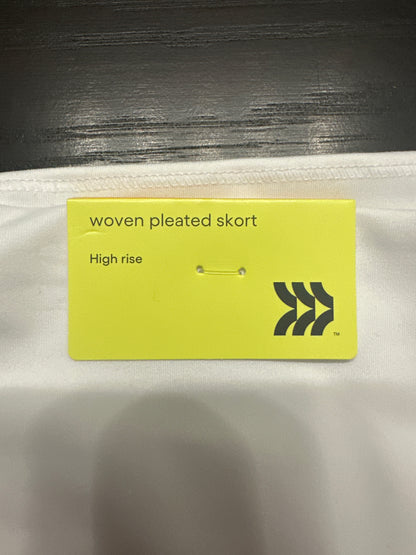 woven pleated skort
High rise
TM